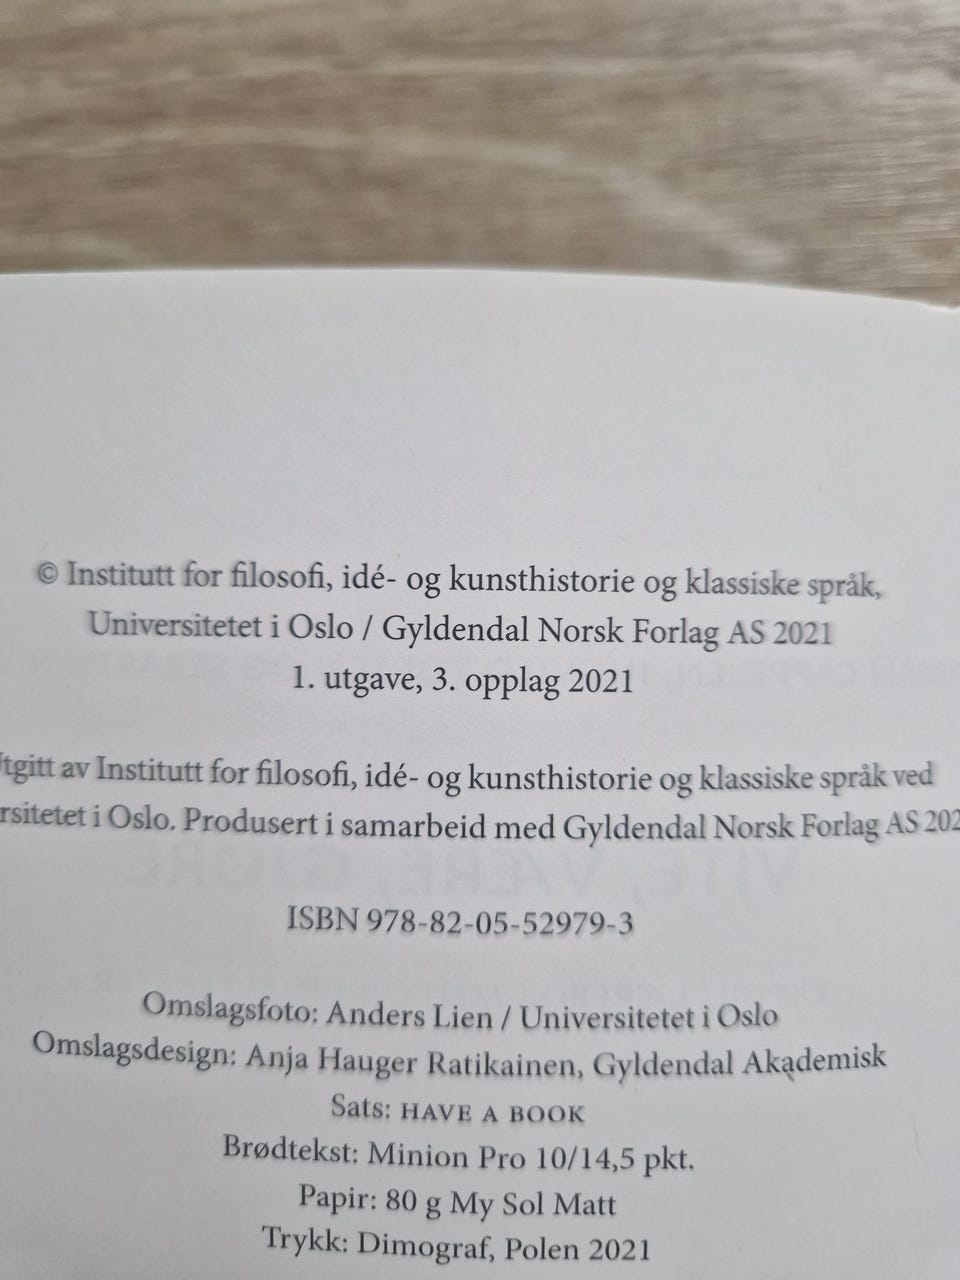 © Institutt for filosofi, idé- og kunsthistorie og klassiske språk,
Universitetet i Oslo / Gyldendal Norsk Forlag AS 2021
1. utgave, 3. opplag 2021
tgitt av Institutt for filosofi, idé- og kunsthistorie og klassiske språk ved
rsitetet i Oslo. Produsert i samarbeid med Gyldendal Norsk Forlag AS 202
VITE, VÆRE, GJØRE
ISBN 978-82-05-52979-3
Omslagsfoto: Anders Lien / Universitetet i Oslo
Omslagsdesign: Anja Hauger Ratikainen, Gyldendal Akademisk
Sats: HAVE A BOOK
Brødtekst: Minion Pro 10/14,5 pkt.
Papir: 80 g My Sol Matt
Trykk: Dimograf, Polen 2021